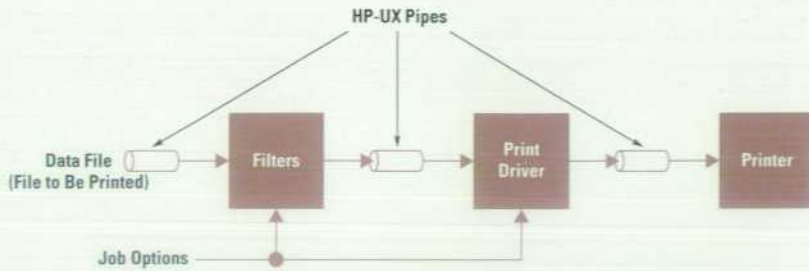 HP-UX Pipes
Data File
(File to Be Printed)
Filters
Print
Driver
Printer
Job Options